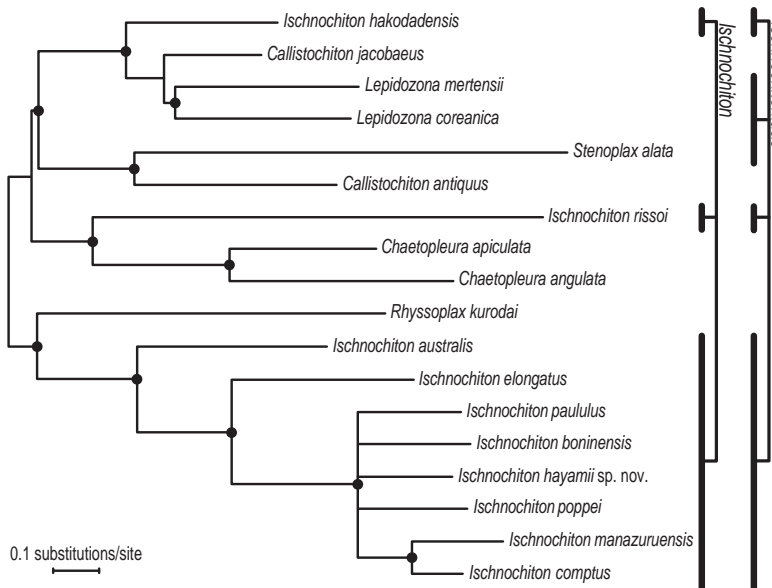 Ischnochiton hakodadensis
Callistochiton jacobaeus
Lepidozona mertensii
Lepidozona coreanica
Stenoplax alata
Callistochiton antiquus
Ischnochiton rissoi
Chaetopleura apiculata
Chaetopleura angulata
Rhyssoplax kurodai
Ischnochiton australis
Ischnochiton elongatus
Ischnochiton paululus
Ischnochiton boninensis
Ischnochiton hayamii sp. nov.
Ischnochiton poppei
Ischnochiton manazuruensis
Ischnochiton comptus
0.1 substitutions/site
Ischnochiton